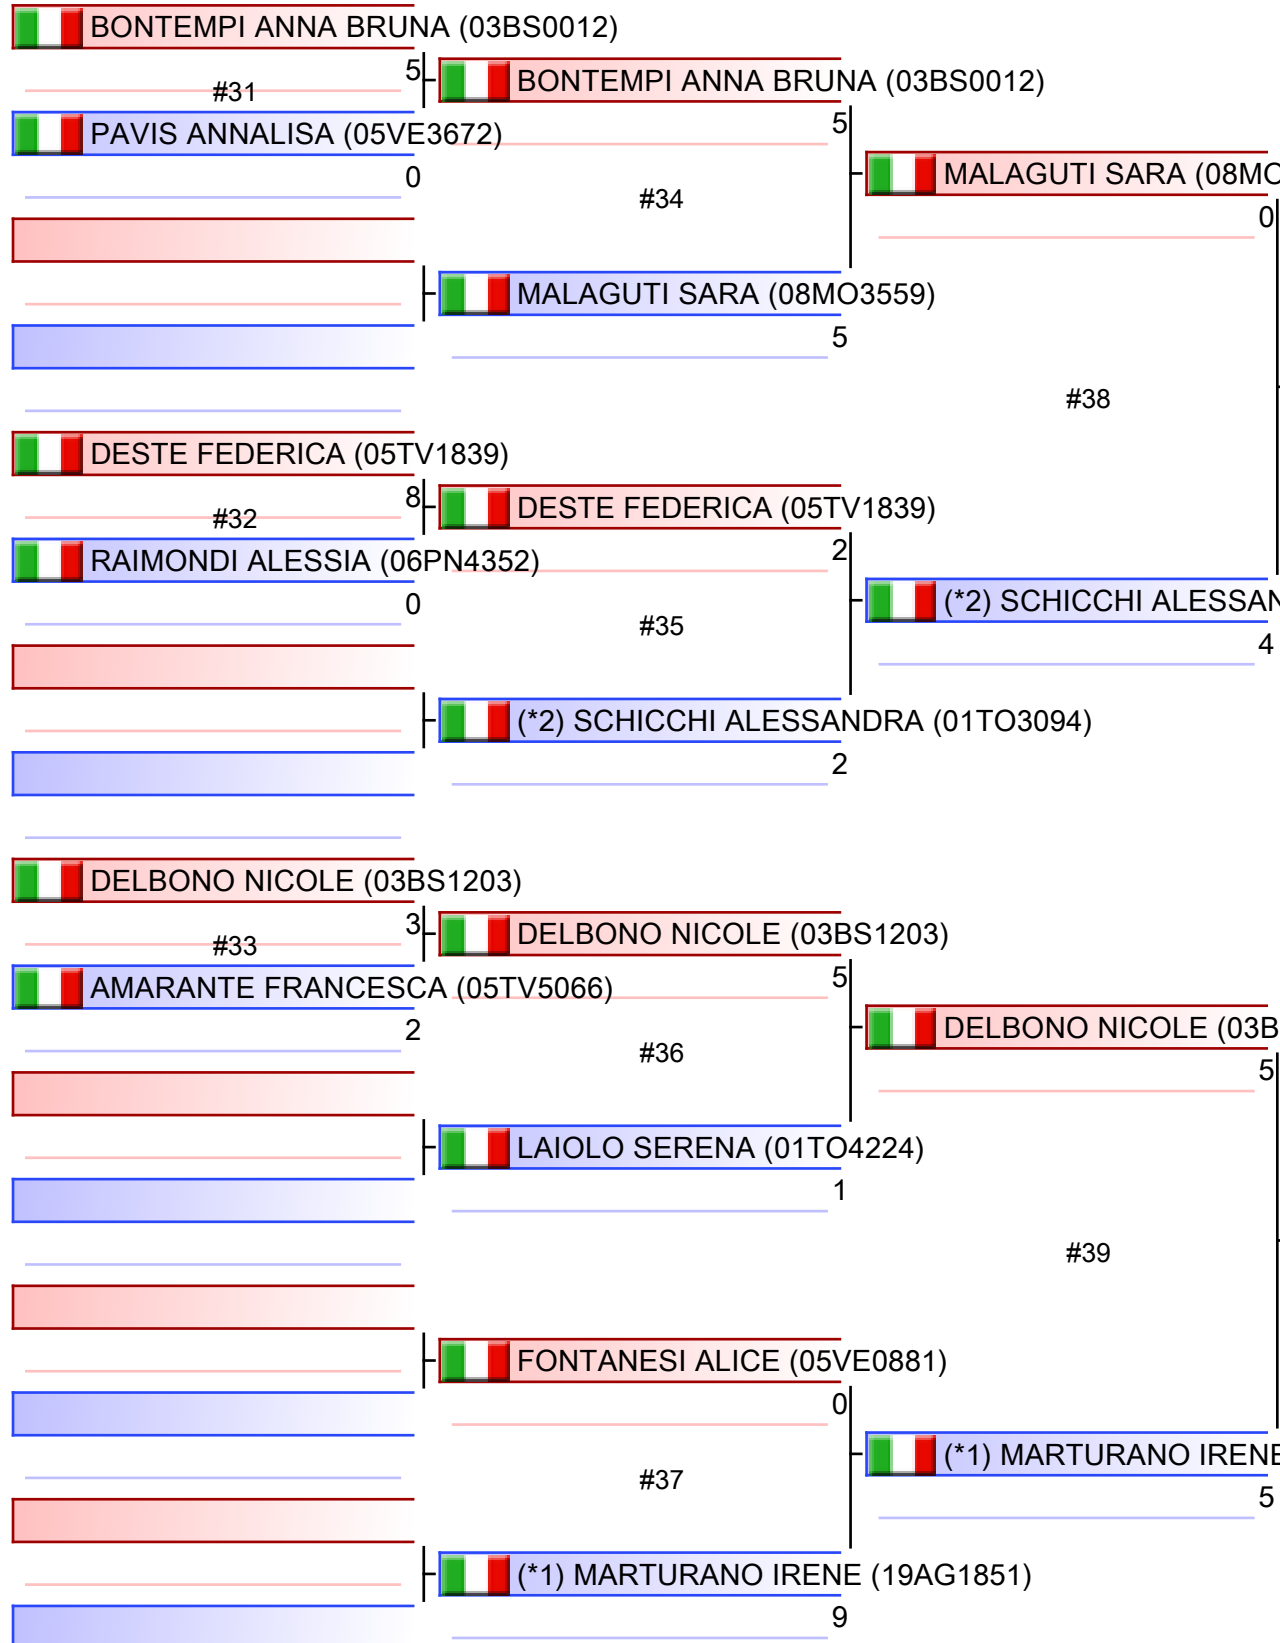 BONTEMPI ANNA BRUNA (03BS0012)
5
#31
PAVIS ANNALISA (05VE3672)
0
DESTE FEDERICA (05TV1839)
8
#32
RAIMONDI ALESSIA (06PN4352)
0
DELBONO NICOLE (03BS1203)
3
#33
AMARANTE FRANCESCA (05TV5066)
2
BONTEMPI ANNA BRUNA (03BS0012)
5
#34
MALAGUTI SARA (08MO3559)
5
DESTE FEDERICA (05TV1839)
2
#35
(*2) SCHICCHI ALESSANDRA (01TO3094)
2
DELBONO NICOLE (03BS1203)
5
#36
LAIOLO SERENA (01TO4224)
1
FONTANESI ALICE (05VE0881)
0
#37
(*1) MARTURANO IRENE (19AG1851)
9
MALAGUTI SARA (08MO
0
#38
(*2) SCHICCHI ALESSAN
4
DELBONO NICOLE (03B
5
#39
(*1) MARTURANO IRENE
5